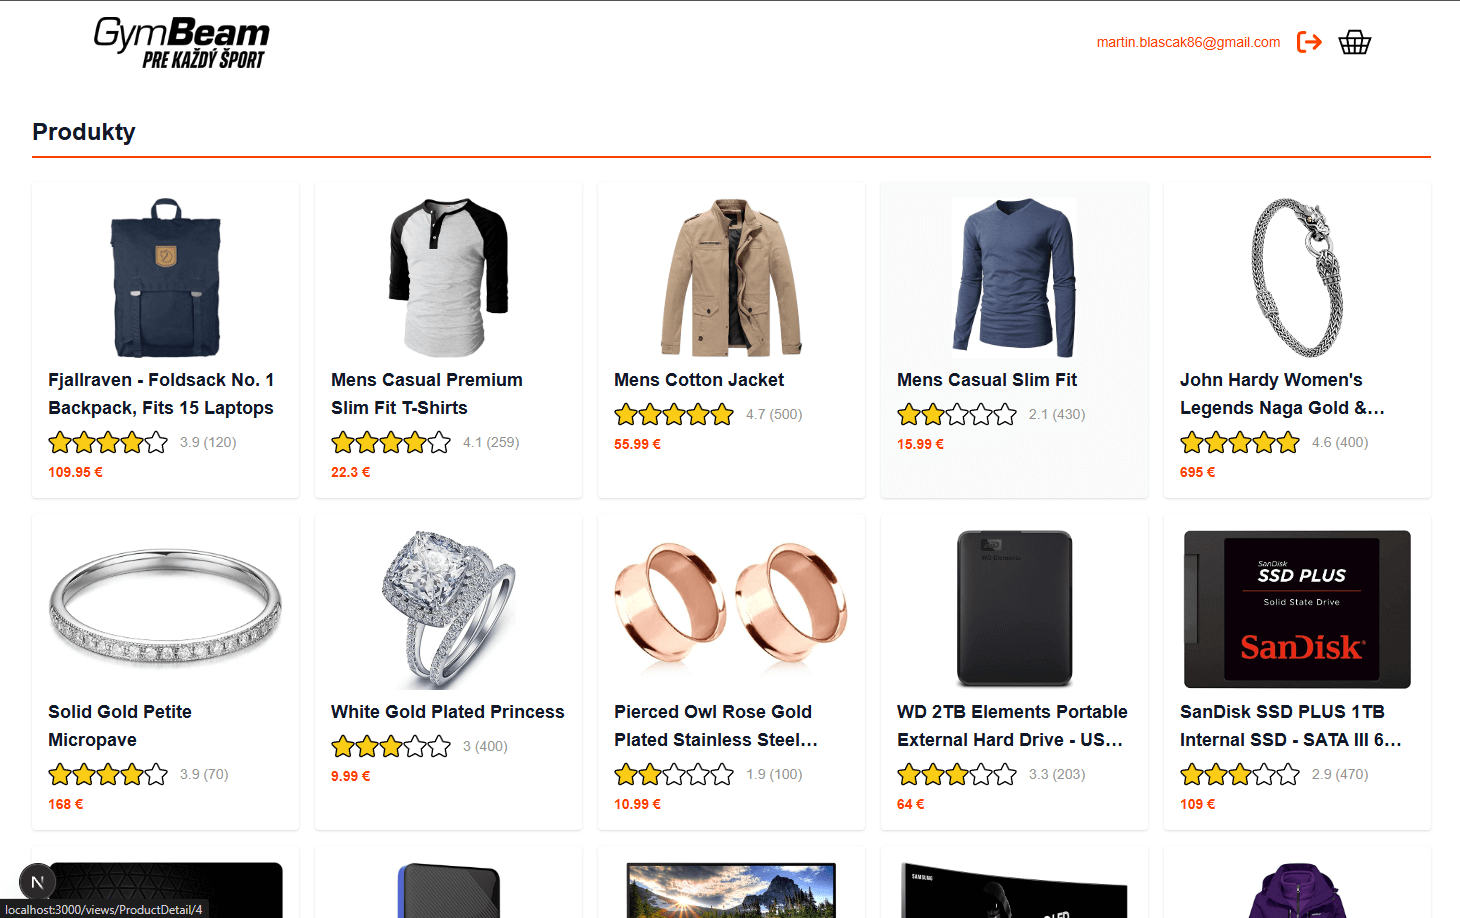 GymBeam
PRE KAŽDÝ ŠPORT
martin.blascak86@gmail.com
Produkty
Fjallraven - Foldsack No. 1
Backpack, Fits 15 Laptops
3.9 (120)
109.95 €
Mens Casual Premium
Slim Fit T-Shirts
4.1 (259)
22.3 €
Mens Cotton Jacket
4.7 (500)
55.99 €
Mens Casual Slim Fit
2.1 (430)
15.99 €
John Hardy Women's
Legends Naga Gold &...
4.6 (400)
695 €
Solid Gold Petite
Micropave
3.9 (70)
168 €
White Gold Plated Princess
3 (400)
9.99 €
Pierced Owl Rose Gold
Plated Stainless Steel...
1.9 (100)
10.99 €
WD
WD Elements
WD 2TB Elements Portable
External Hard Drive - US...
3.3 (203)
64 €
SanDisk
SSD PLUS
Solid State Drive
SanDisk
SanDisk SSD PLUS 1TB
Internal SSD - SATA III 6...
2.9 (470)
109 €
SAMSUNG
N
localhost:3000/views/ProductDetail/4